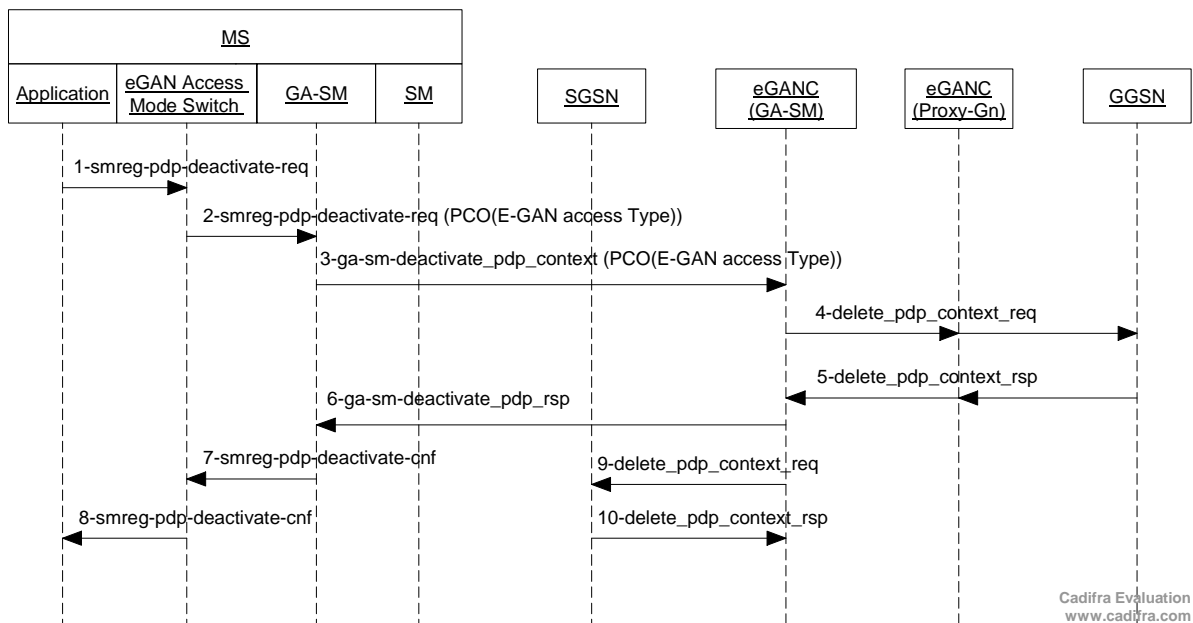 MS
Application
eGAN Access
Mode Switch
GA-SM
SM
SGSN
eGANC
(GA-SM)
eGANC
(Proxy-Gn)
GGSN
1-smreg-pdp-deactivate-req
2-smreg-pdp-deactivate-req (PCO(E-GAN access Type))
3-ga-sm-deactivate_pdp_context (PCO(E-GAN access Type))
4-delete_pdp_context_req
5-delete_pdp_context_rsp
6-ga-sm-deactivate_pdp_rsp
7-smreg-pdp-deactivate-cnf
9-delete_pdp_context_req
8-smreg-pdp-deactivate-cnf
10-delete_pdp_context_rsp
Cadifra Evaluation
www.cadifra.com